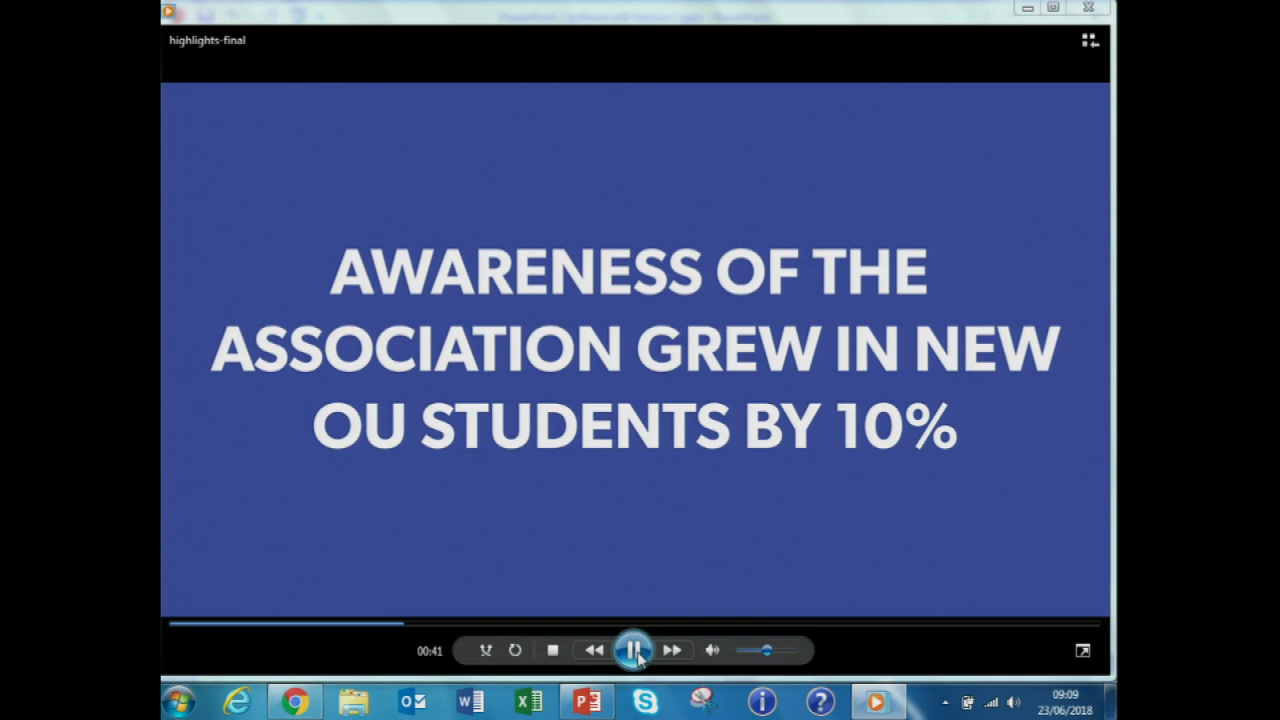 highlights-final
AWARENESS OF THE
ASSOCIATION GREW IN NEW
OU STUDENTS BY 10%
00:41
09:09
23/06/2018